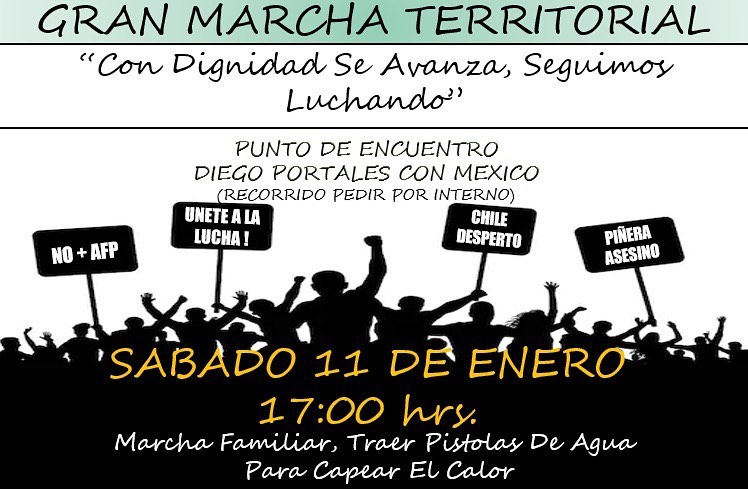 GRAN MARCHA TERRITORIAL
“Con Dignidad Se Avanza, Seguimos
Luchando”
PUNTO DE ENCUENTRO
DIEGO PORTALES CON MEXICO
(RECORRIDO PEDIR POR INTERNO)
NO + AFP
UNETE A LA
LUCHA !
CHILE
DESPERTO
PIÑERA
ASESINO
SABADO 11 DE ENERO
17:00 hrs.
Marcha Familiar, Traer Pistolas De Agua
Para Capear El Calor